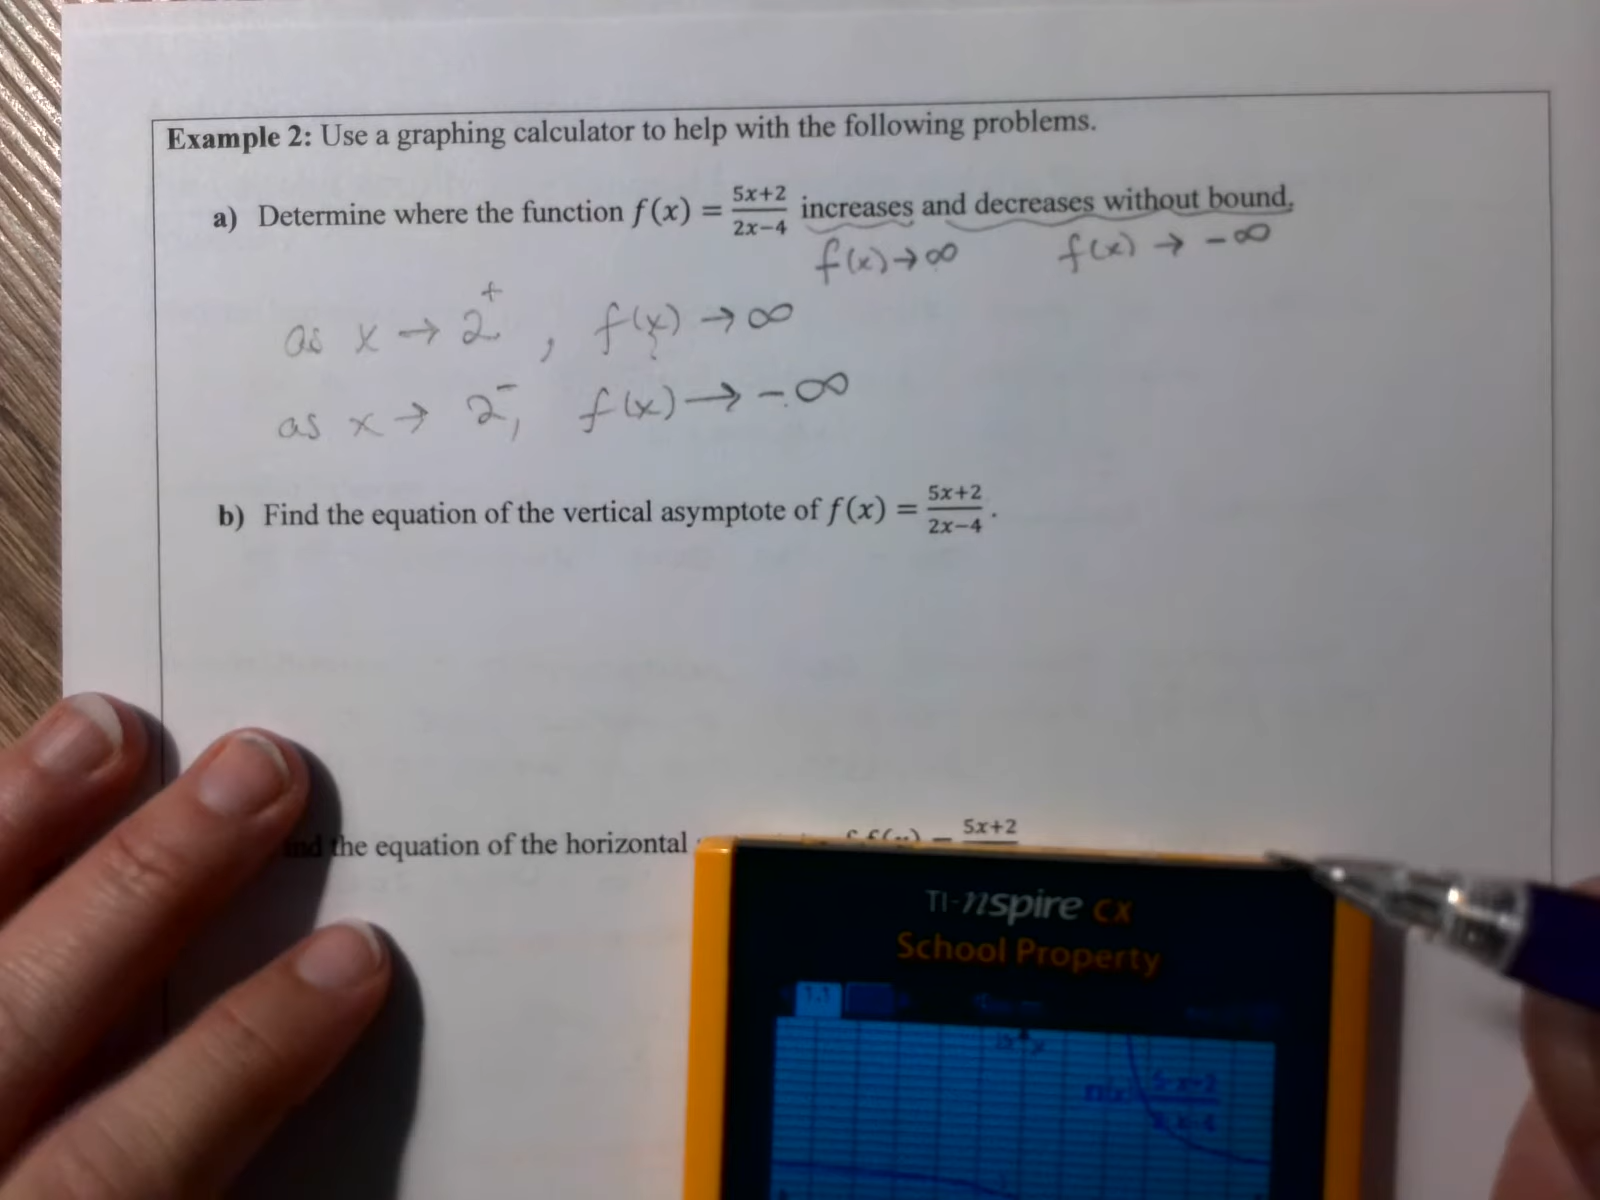 Example 2: Use a graphing calculator to help with the following problems.
a) Determine where the function f(x) = 5x+2/2x−4 increases and decreases without bound.
f(x) → ∞ f(x) → −∞
as x → 2⁺, f(x) → ∞
as x → 2⁻, f(x) → −∞
b) Find the equation of the vertical asymptote of f(x) = 5x+2/2x−4.
the equation of the horizontal 5x+2
TI-nspire CX
School Property
1.1